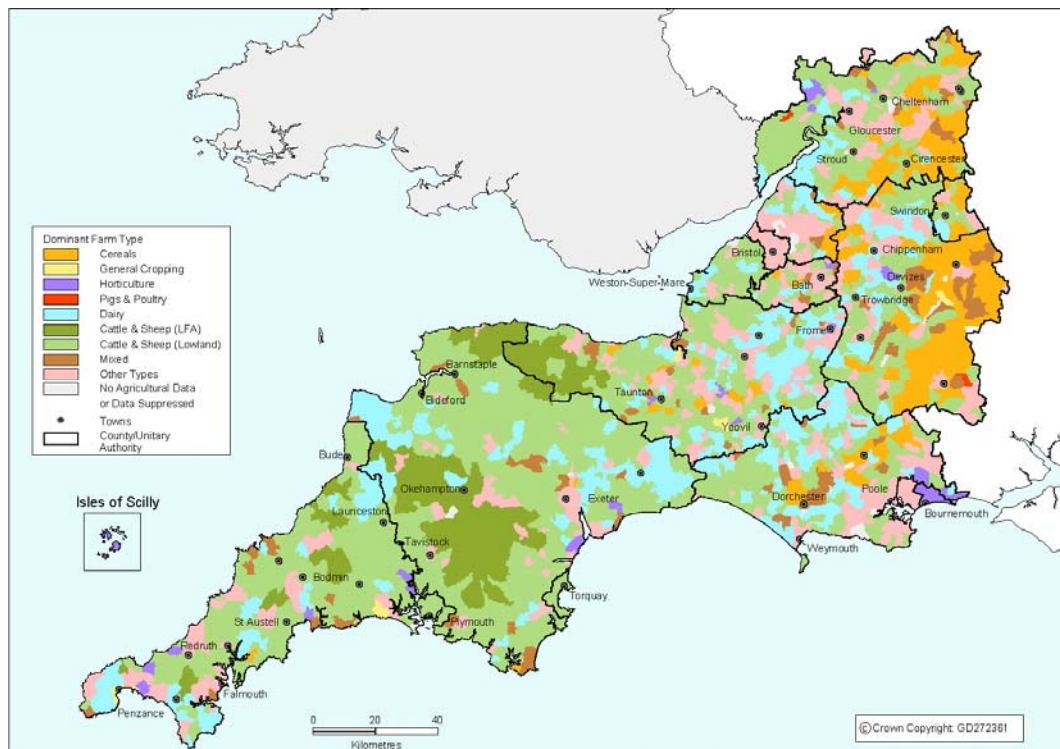 Cheltenham
Gloucester
Stroud
Cirencester
Swindon
Bristol
Chippenham
Weston-Super-Mare
Bath
Devizes
Trowbridge
Frome
Dominant Farm Type
Cereals
General Cropping
Horticulture
Pigs & Poultry
Dairy
Cattle & Sheep (LFA)
Cattle & Sheep (Lowland)
Mixed
Other Types
No Agricultural Data
or Data Suppressed
Towns
County/Unitary
Authority
Barnstaple
Bideford
Taunton
Yeovil
Bude
Okehampton
Exeter
Dorchester
Poole
Bournemouth
Isles of Scilly
Launceston
Tavistock
Weymouth
Bodmin
Torquay
St Austell
Plymouth
Redruth
Falmouth
Penzance
0 20 40
Kilometres
©Crown Copyright: GD272361